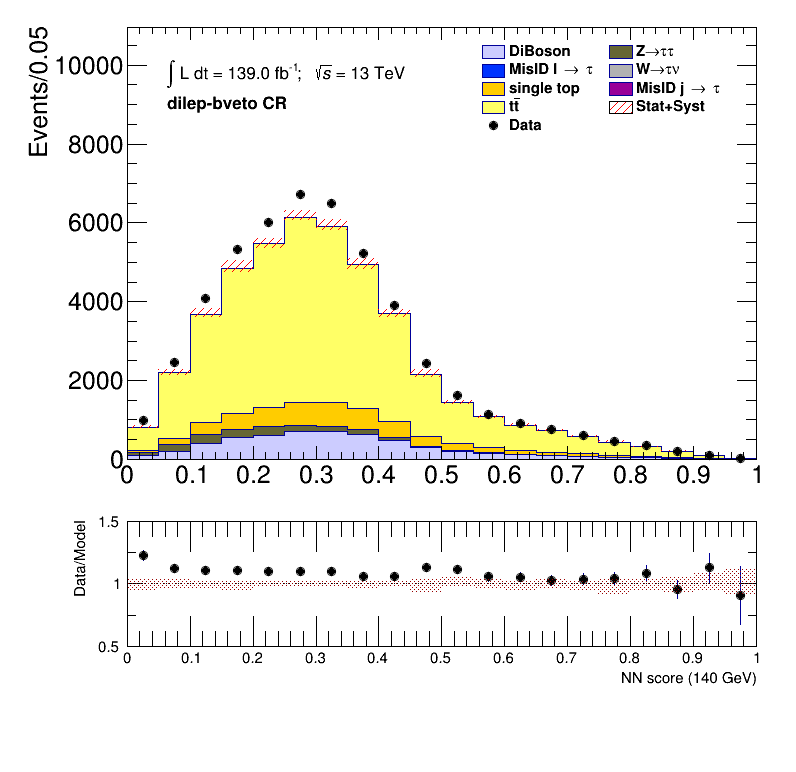 Events/0.05
10000
8000
6000
4000
2000
0
∫ L dt = 139.0 fb⁻¹; √s = 13 TeV
dilep-bveto CR
DiBoson
MisID l → τ
single top
tt̄
Data
Z→ττ
W→τν
MisID j → τ
Stat+Syst
0 0.1 0.2 0.3 0.4 0.5 0.6 0.7 0.8 0.9 1
Data/Model
1.5
1
0.5
0 0.1 0.2 0.3 0.4 0.5 0.6 0.7 0.8 0.9 1
NN score (140 GeV)